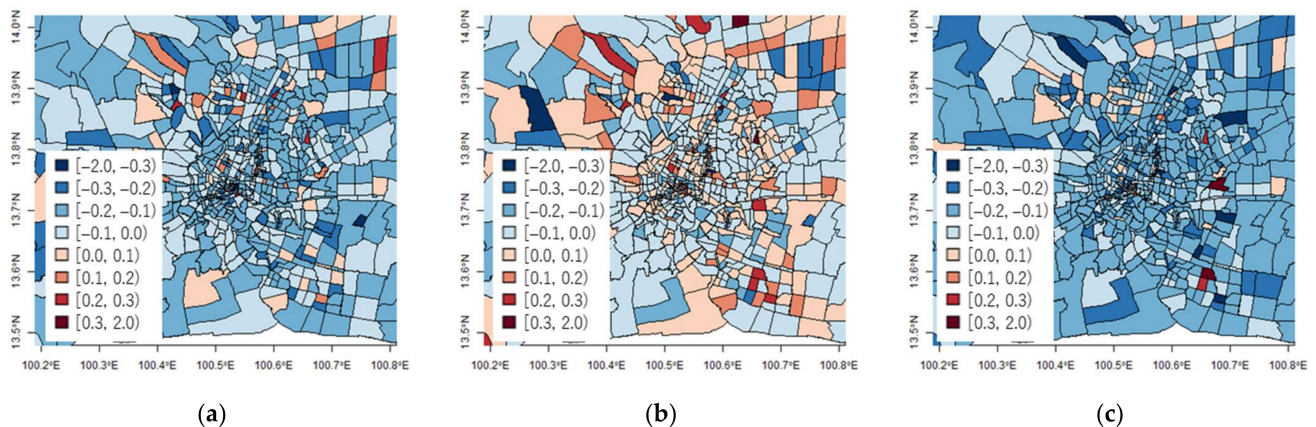 14.0°N
13.9°N
13.8°N
13.7°N
13.6°N
13.5°N
[−2.0, −0.3)
[−0.3, −0.2)
[−0.2, −0.1)
[−0.1, 0.0)
[0.0, 0.1)
[0.1, 0.2)
[0.2, 0.3)
[0.3, 2.0)
100.2°E 100.3°E 100.4°E 100.5°E 100.6°E 100.7°E 100.8°E
(a)
14.0°N
13.9°N
13.8°N
13.7°N
13.6°N
13.5°N
[−2.0, −0.3)
[−0.3, −0.2)
[−0.2, −0.1)
[−0.1, 0.0)
[0.0, 0.1)
[0.1, 0.2)
[0.2, 0.3)
[0.3, 2.0)
100.2°E 100.3°E 100.4°E 100.5°E 100.6°E 100.7°E 100.8°E
(b)
14.0°N
13.9°N
13.8°N
13.7°N
13.6°N
13.5°N
[−2.0, −0.3)
[−0.3, −0.2)
[−0.2, −0.1)
[−0.1, 0.0)
[0.0, 0.1)
[0.1, 0.2)
[0.2, 0.3)
[0.3, 2.0)
100.2°E 100.3°E 100.4°E 100.5°E 100.6°E 100.7°E 100.8°E
(c)